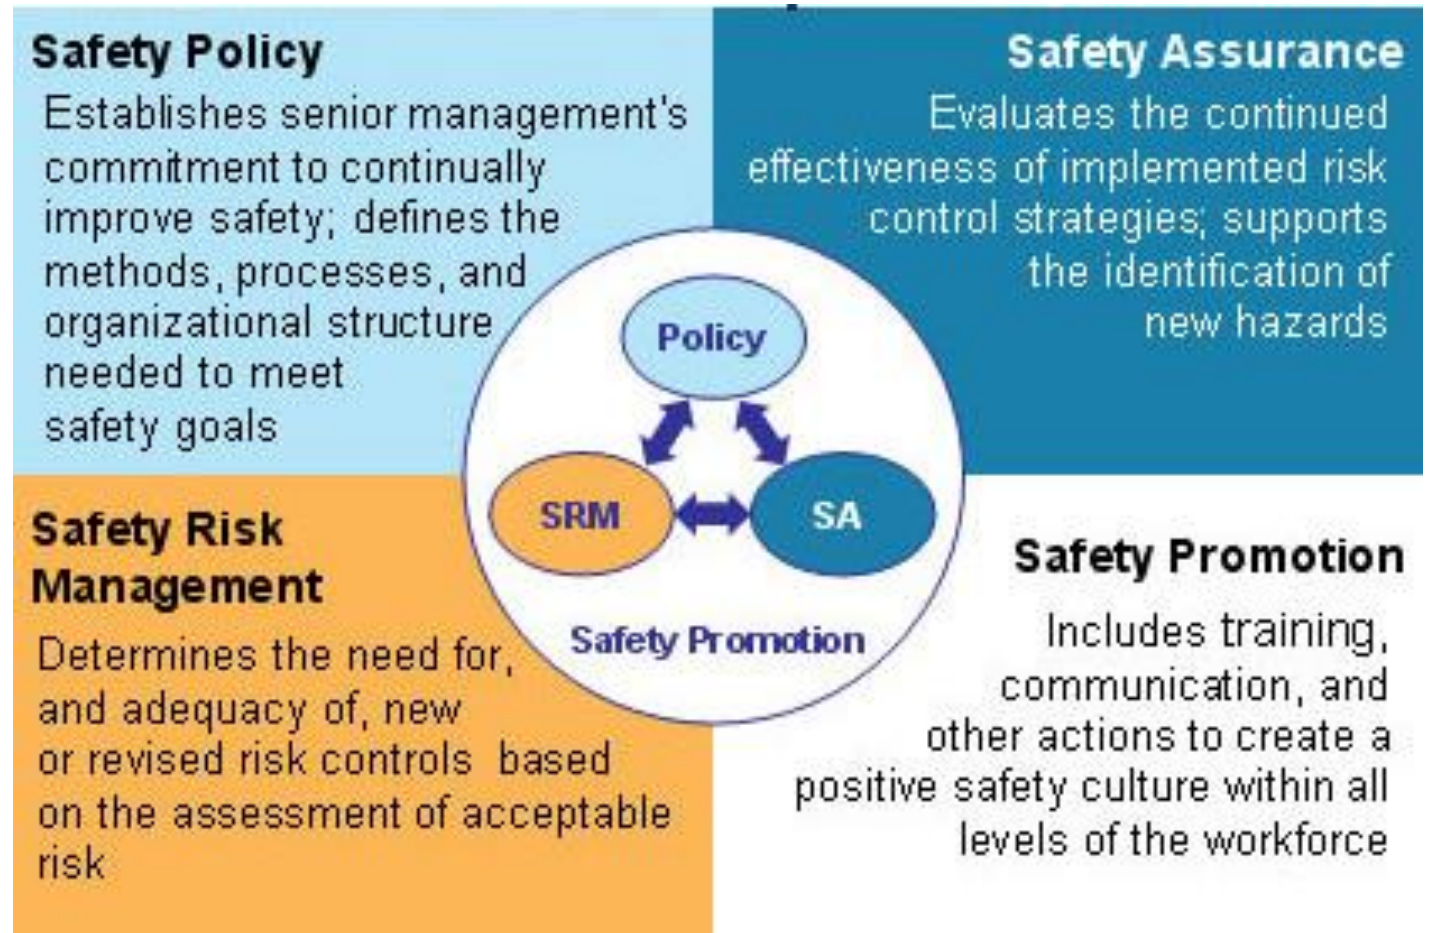 Safety Policy
Establishes senior management's
commitment to continually
improve safety; defines the
methods, processes, and
organizational structure
needed to meet
safety goals
Safety Assurance
Evaluates the continued
effectiveness of implemented risk
control strategies; supports
the identification of
new hazards
Policy
SRM
SA
Safety Promotion
Safety Risk
Management
Determines the need for,
and adequacy of, new
or revised risk controls based
on the assessment of acceptable
risk
Safety Promotion
Includes training,
communication, and
other actions to create a
positive safety culture within all
levels of the workforce